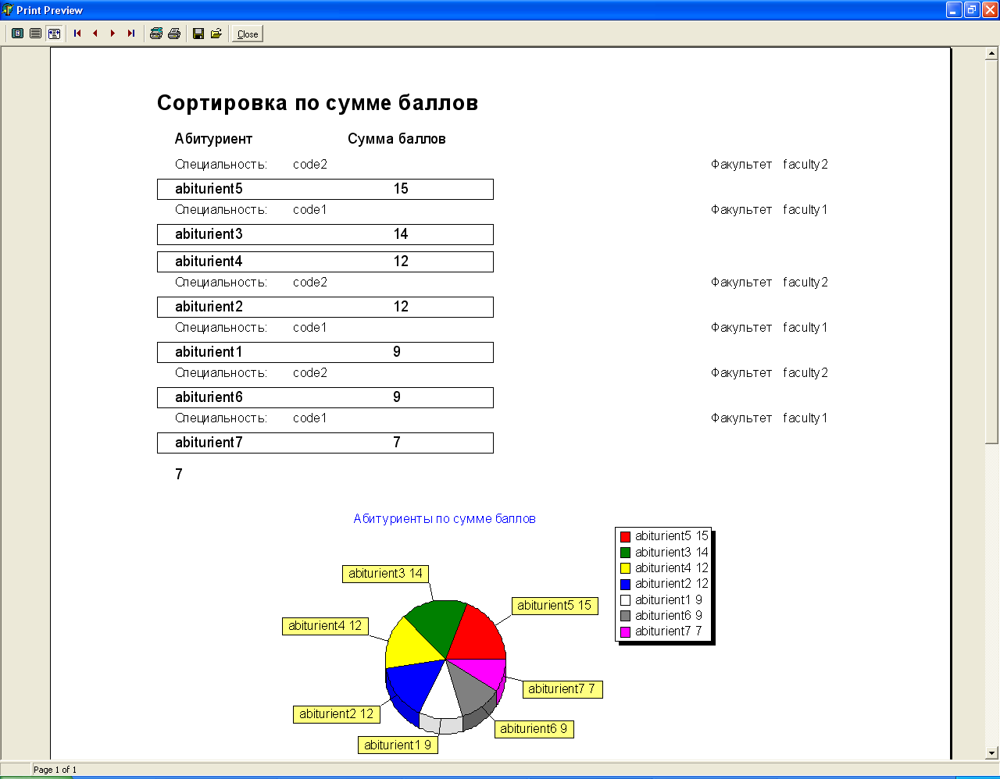 Print Preview
Close
Сортировка по сумме баллов
Абитуриент Сумма баллов
Специальность: code2 Факультет faculty2
abiturient5 15
Специальность: code1 Факультет faculty1
abiturient3 14
abiturient4 12
Специальность: code2 Факультет faculty2
abiturient2 12
Специальность: code1 Факультет faculty1
abiturient1 9
Специальность: code2 Факультет faculty2
abiturient6 9
Специальность: code1 Факультет faculty1
abiturient7 7
7
Абитуриенты по сумме баллов
abiturient5 15
abiturient3 14
abiturient4 12
abiturient2 12
abiturient1 9
abiturient6 9
abiturient7 7
abiturient3 14
abiturient5 15
abiturient4 12
abiturient7 7
abiturient2 12
abiturient6 9
abiturient1 9
Page 1 of 1